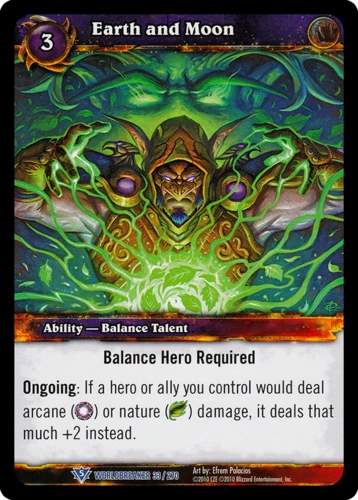 3
Earth and Moon
Ability — Balance Talent
Balance Hero Required
Ongoing: If a hero or ally you control would deal
arcane ( ) or nature ( ) damage, it deals that
much +2 instead.
5
WORLDBREAKER 33 / 270
Art by: Efrem Palacios
©2010 CZE ©2010 Blizzard Entertainment, Inc.